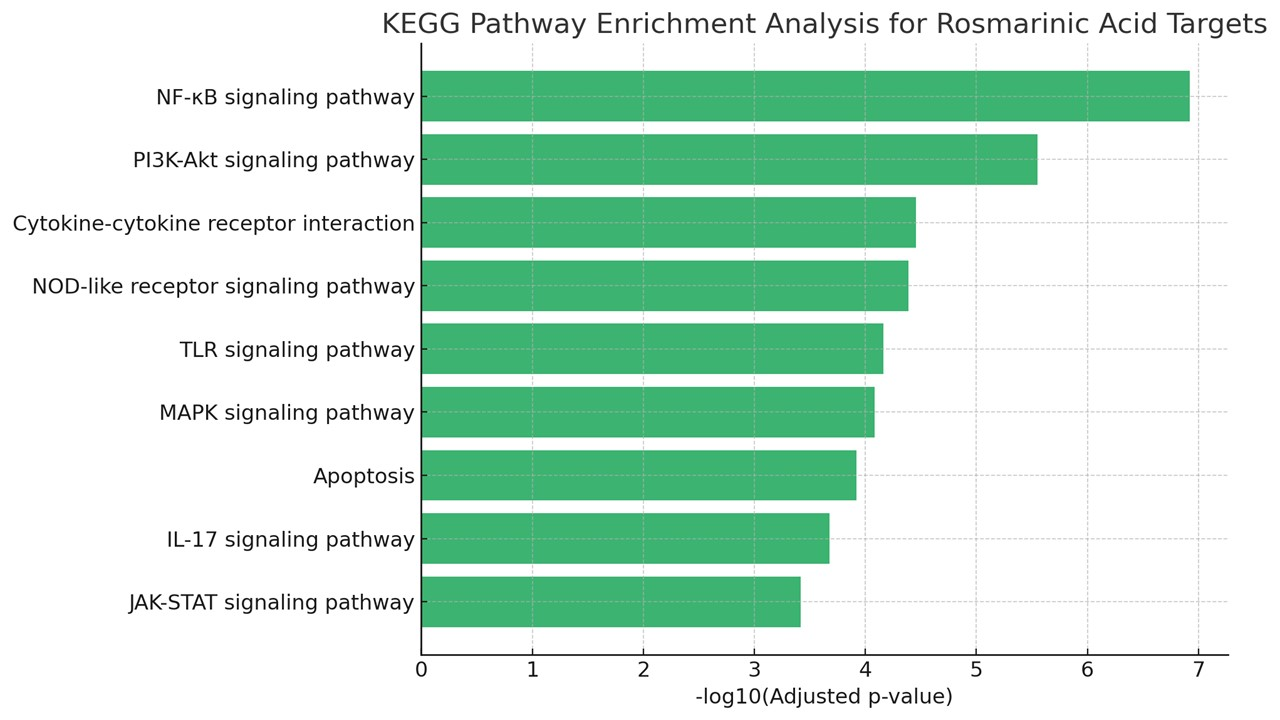 KEGG Pathway Enrichment Analysis for Rosmarinic Acid Targets
NF-κB signaling pathway
PI3K-Akt signaling pathway
Cytokine-cytokine receptor interaction
NOD-like receptor signaling pathway
TLR signaling pathway
MAPK signaling pathway
Apoptosis
IL-17 signaling pathway
JAK-STAT signaling pathway
0 1 2 3 4 5 6 7
-log10(Adjusted p-value)